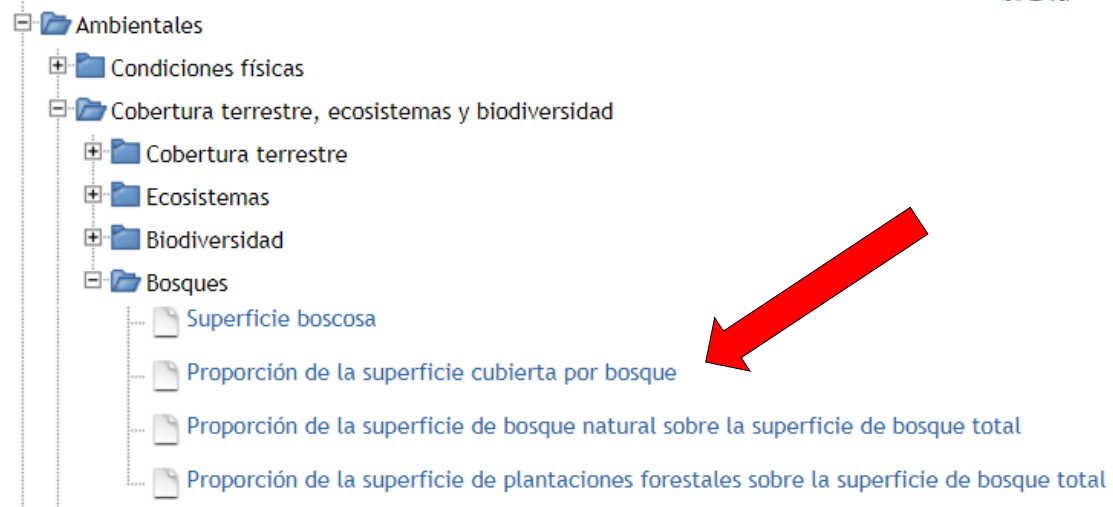 Ambientales
Condiciones físicas
Cobertura terrestre, ecosistemas y biodiversidad
Cobertura terrestre
Ecosistemas
Biodiversidad
Bosques
Superficie boscosa
Proporción de la superficie cubierta por bosque
Proporción de la superficie de bosque natural sobre la superficie de bosque total
Proporción de la superficie de plantaciones forestales sobre la superficie de bosque total